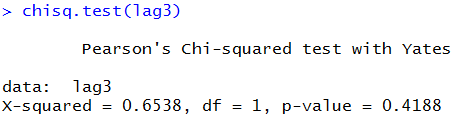 > chisq.test(lag3)
Pearson's Chi-squared test with Yates
data:  lag3
X-squared = 0.6538, df = 1, p-value = 0.4188